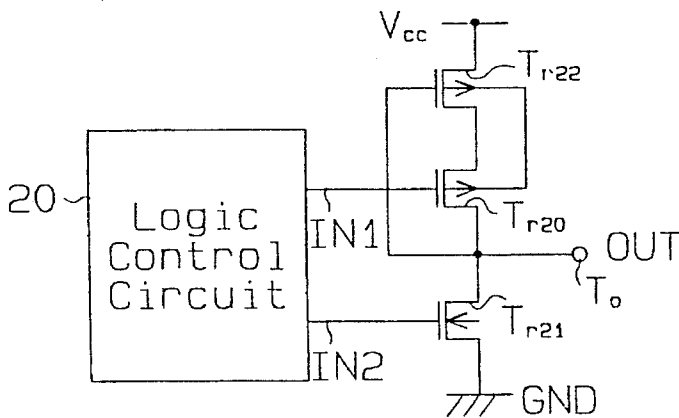 Vcc
Tr22
20
Logic
Control
Circuit
IN1
Tr20
OUT
To
Tr21
IN2
GND